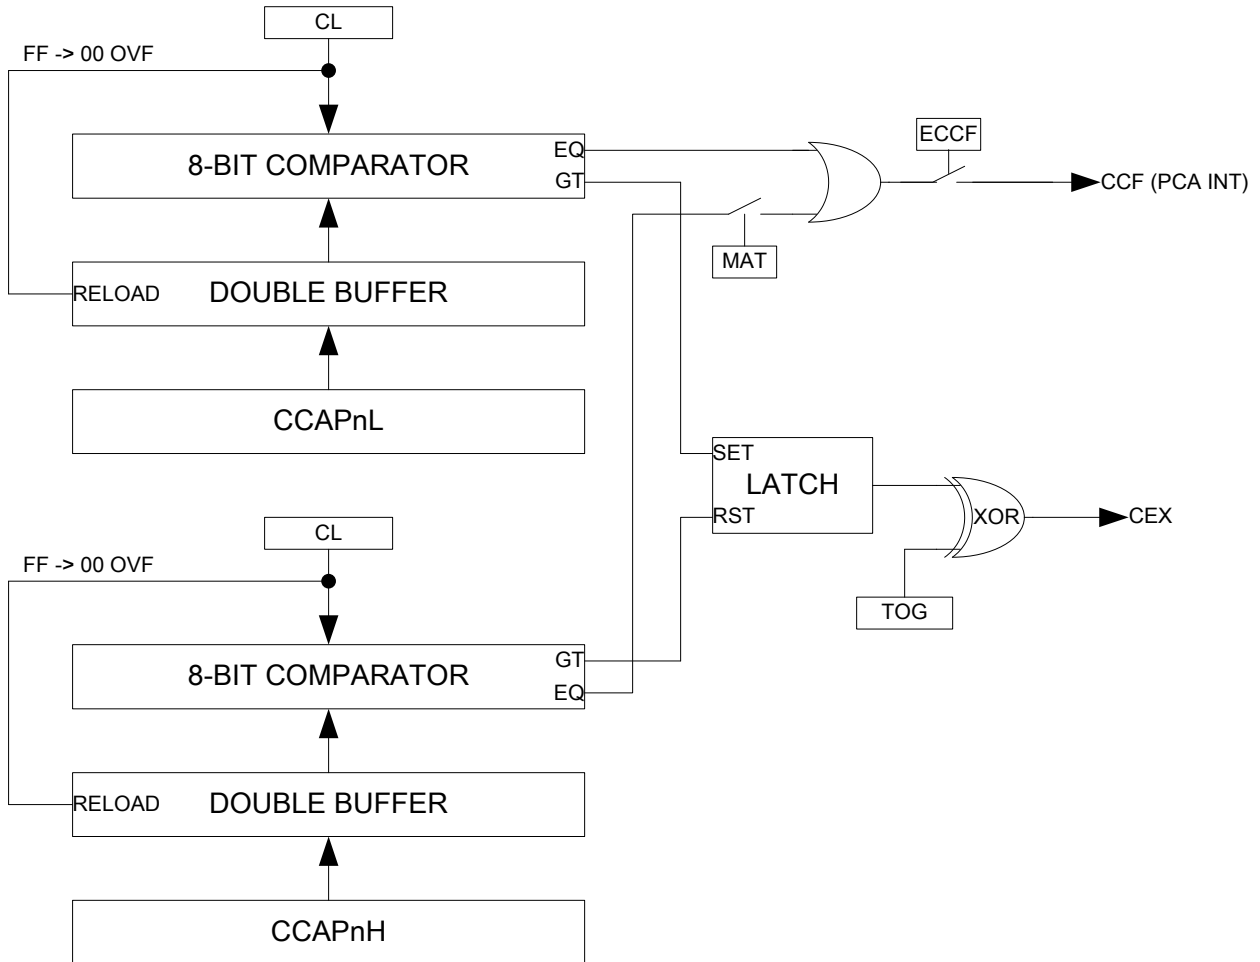 CL
FF -> 00 OVF
8-BIT COMPARATOR
EQ
GT
ECCF
CCF (PCA INT)
MAT
RELOAD
DOUBLE BUFFER
CCAPnL
SET
LATCH
RST
XOR
CEX
TOG
CL
FF -> 00 OVF
8-BIT COMPARATOR
GT
EQ
RELOAD
DOUBLE BUFFER
CCAPnH